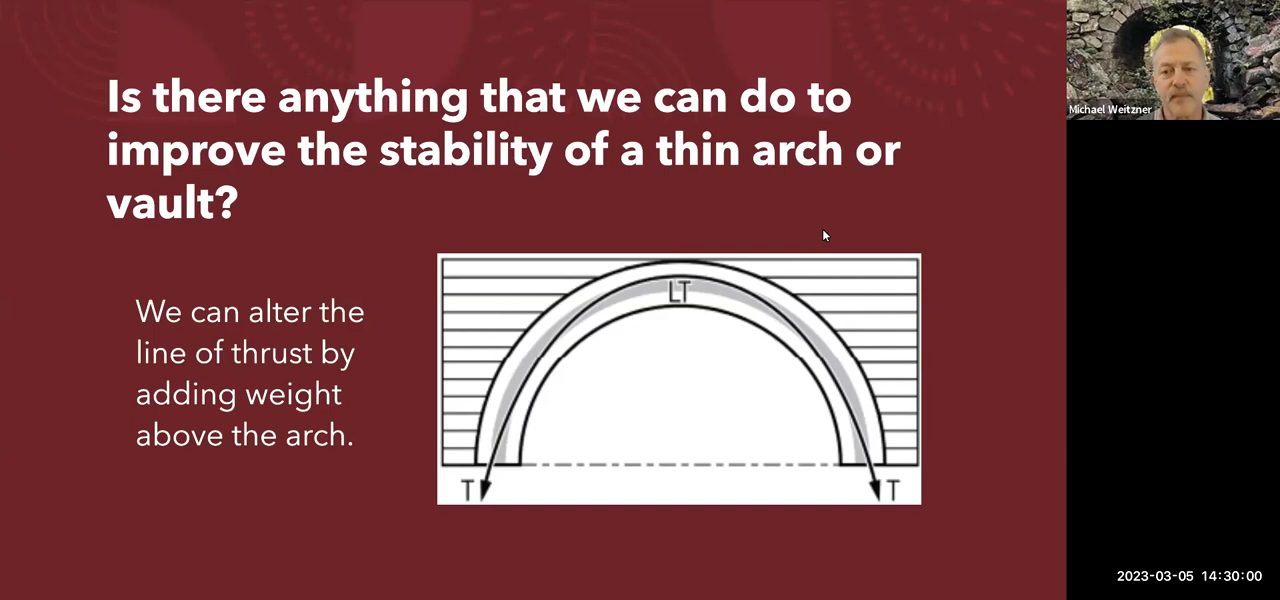 Is there anything that we can do to
improve the stability of a thin arch or
vault?
We can alter the
line of thrust by
adding weight
above the arch.
LT
T
T
Michael Weitzner
2023-03-05 14:30:00